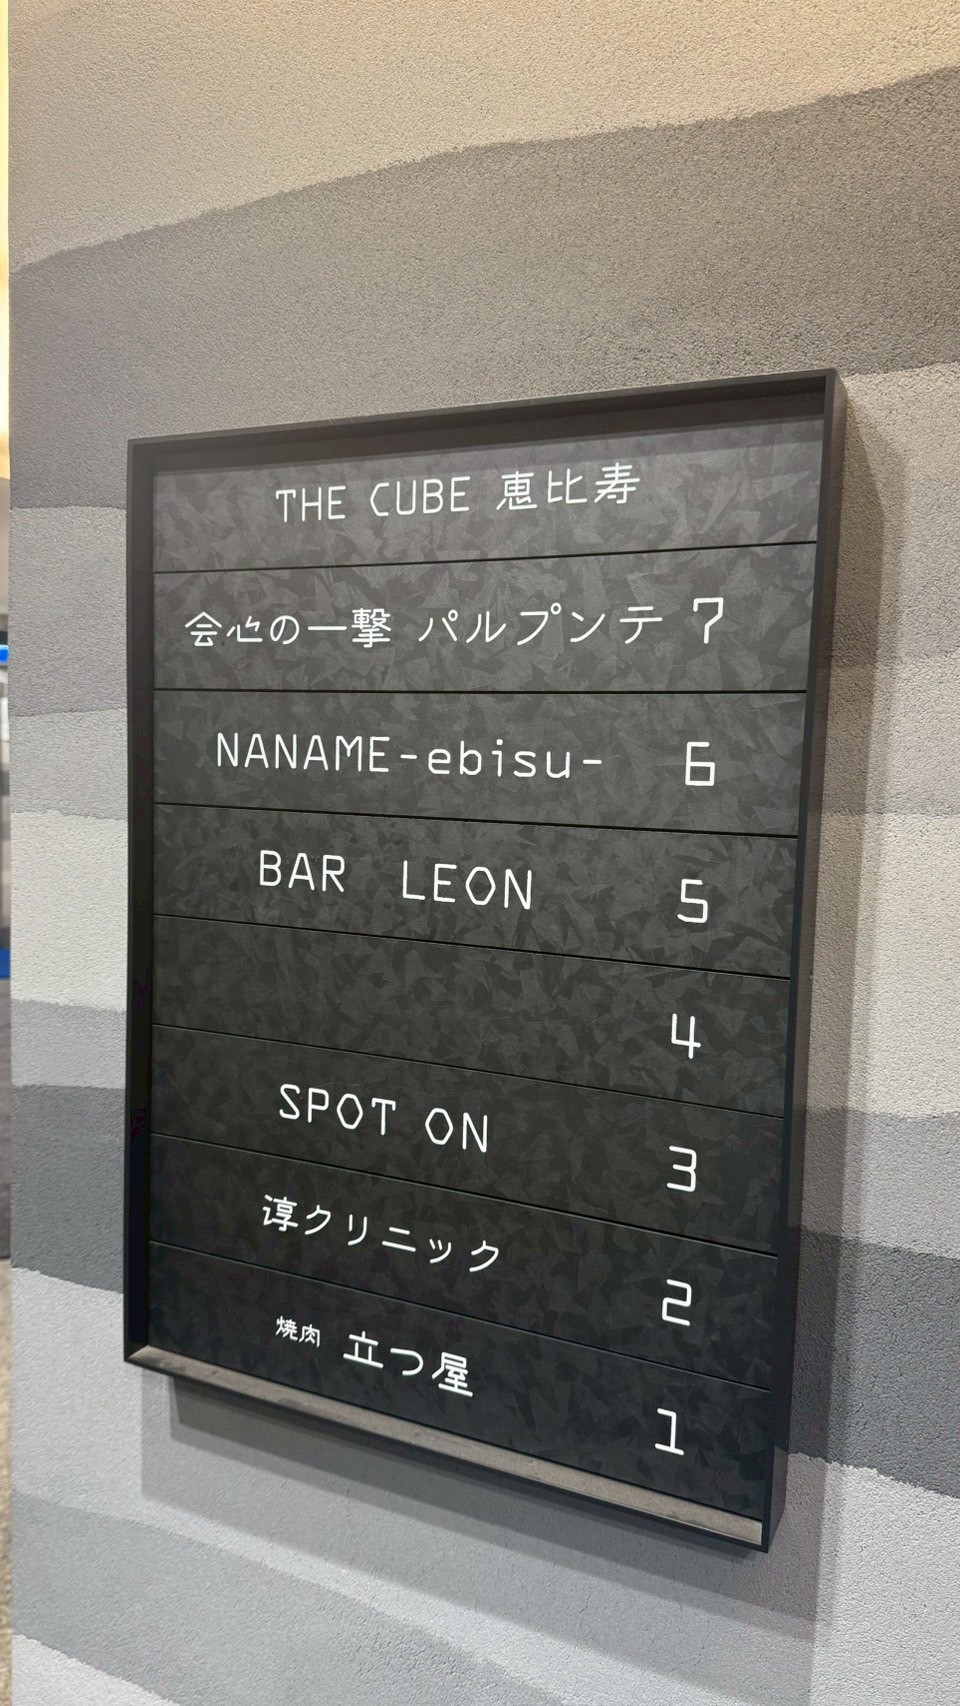 THE CUBE 恵比寿
会心の一撃 パルプンテ 7
NANAME-ebisu- 6
BAR LEON 5
4
SPOT ON 3
淳クリニック 2
焼肉 立つ屋 1